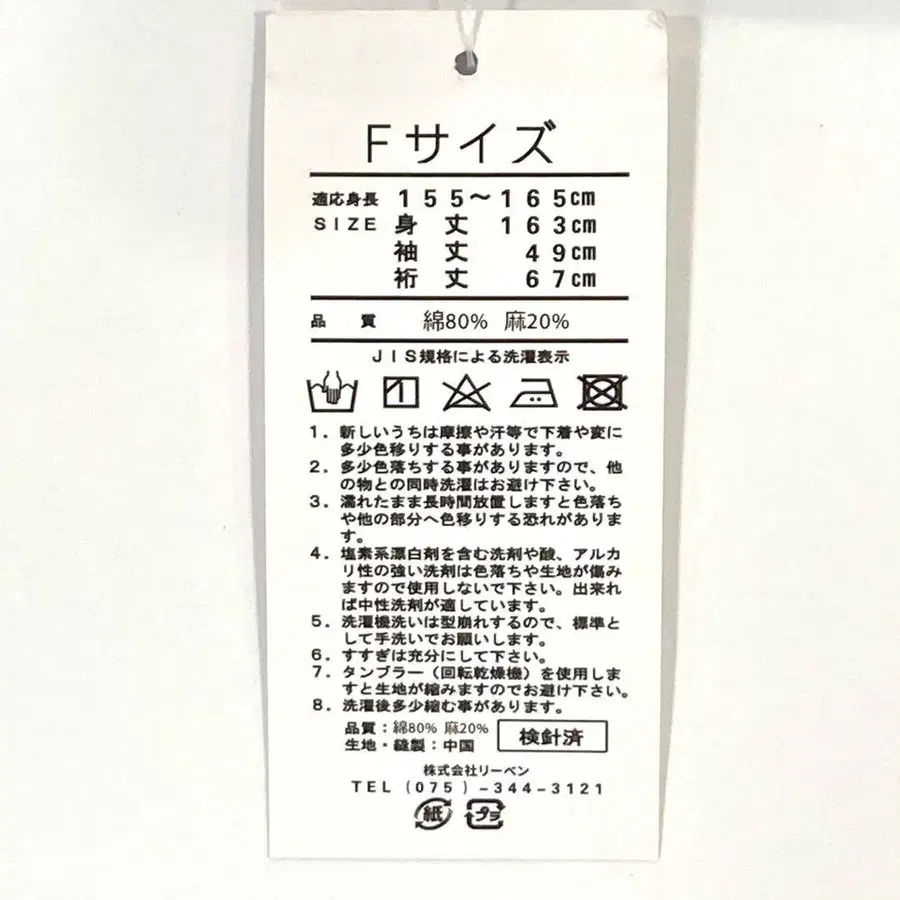 Fサイズ
適応身長 155～165cm
SIZE 身丈 163cm
袖丈 49cm
裄丈 67cm
品質 綿80% 麻20%
JIS規格による洗濯表示
1．新しいうちは摩擦や汗等で下着や変に
多少色移りする事があります。
2．多少色落ちする事がありますので、他
の物との同時洗濯はお避け下さい。
3．濡れたまま長時間放置しますと色落ち
や他の部分へ色移りする恐れがありま
す。
4．塩素系漂白剤を含む洗剤や酸、アルカ
リ性の強い洗剤は色落ちや生地が傷み
ますので使用しないで下さい。出来れ
ば中性洗剤が適しています。
5．洗濯機洗いは型崩れするので、標準と
して手洗いでお願いします。
6．すすぎは充分にして下さい。
7．タンブラー（回転乾燥機）を使用しま
すと生地が縮みますのでお避け下さい。
8．洗濯後多少縮む事があります。
品質：綿80% 麻20%
生地・縫製：中国
検針済
株式会社リーベン
TEL（075）-344-3121
紙 プラ